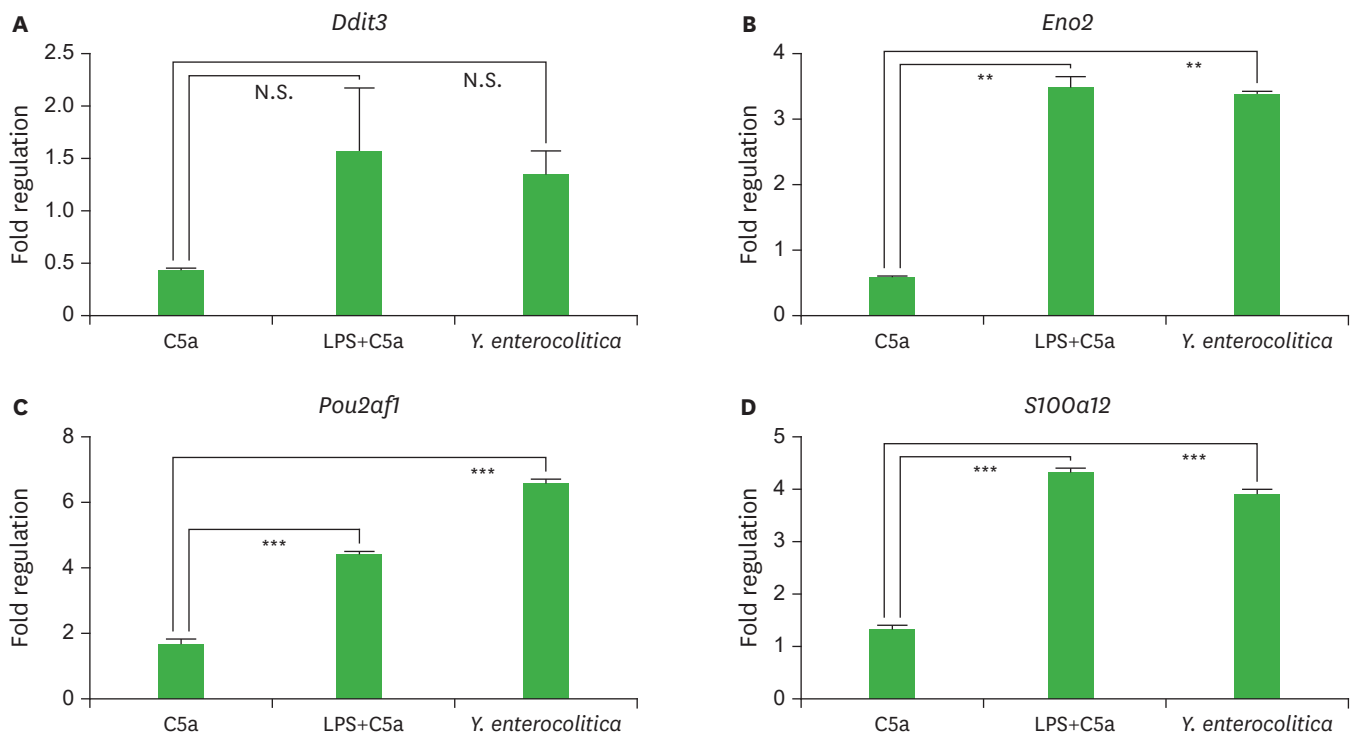 A
Ddit3
2.5
2.0
1.5
1.0
0.5
0
Fold regulation
N.S.
N.S.
C5a
LPS+C5a
Y. enterocolitica
B
Eno2
4
3
2
1
0
Fold regulation
**
**
C5a
LPS+C5a
Y. enterocolitica
C
Pou2af1
8
6
4
2
0
Fold regulation
***
***
C5a
LPS+C5a
Y. enterocolitica
D
S100a12
5
4
3
2
1
0
Fold regulation
***
***
C5a
LPS+C5a
Y. enterocolitica